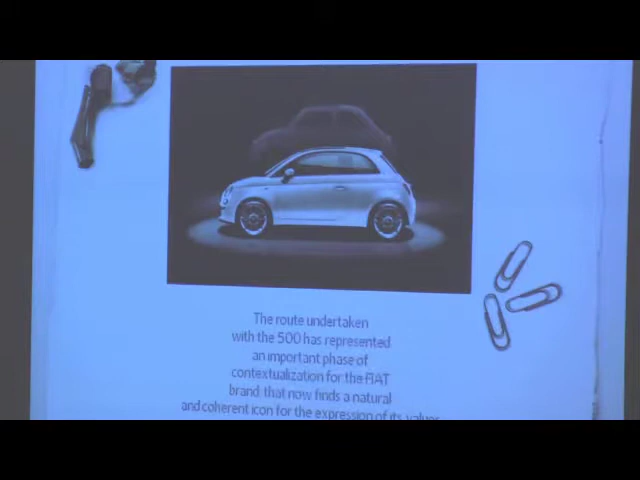 The route undertaken
with the 500 has represented
an important phase of
contextualization for the FIAT
brand that now finds a natural
and coherent icon for the expression of its values